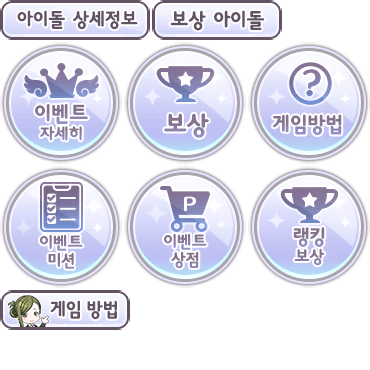 아이돌 상세정보
보상 아이돌
이벤트
자세히
보상
?
게임방법
이벤트
미션
P
이벤트
상점
랭킹
보상
게임 방법